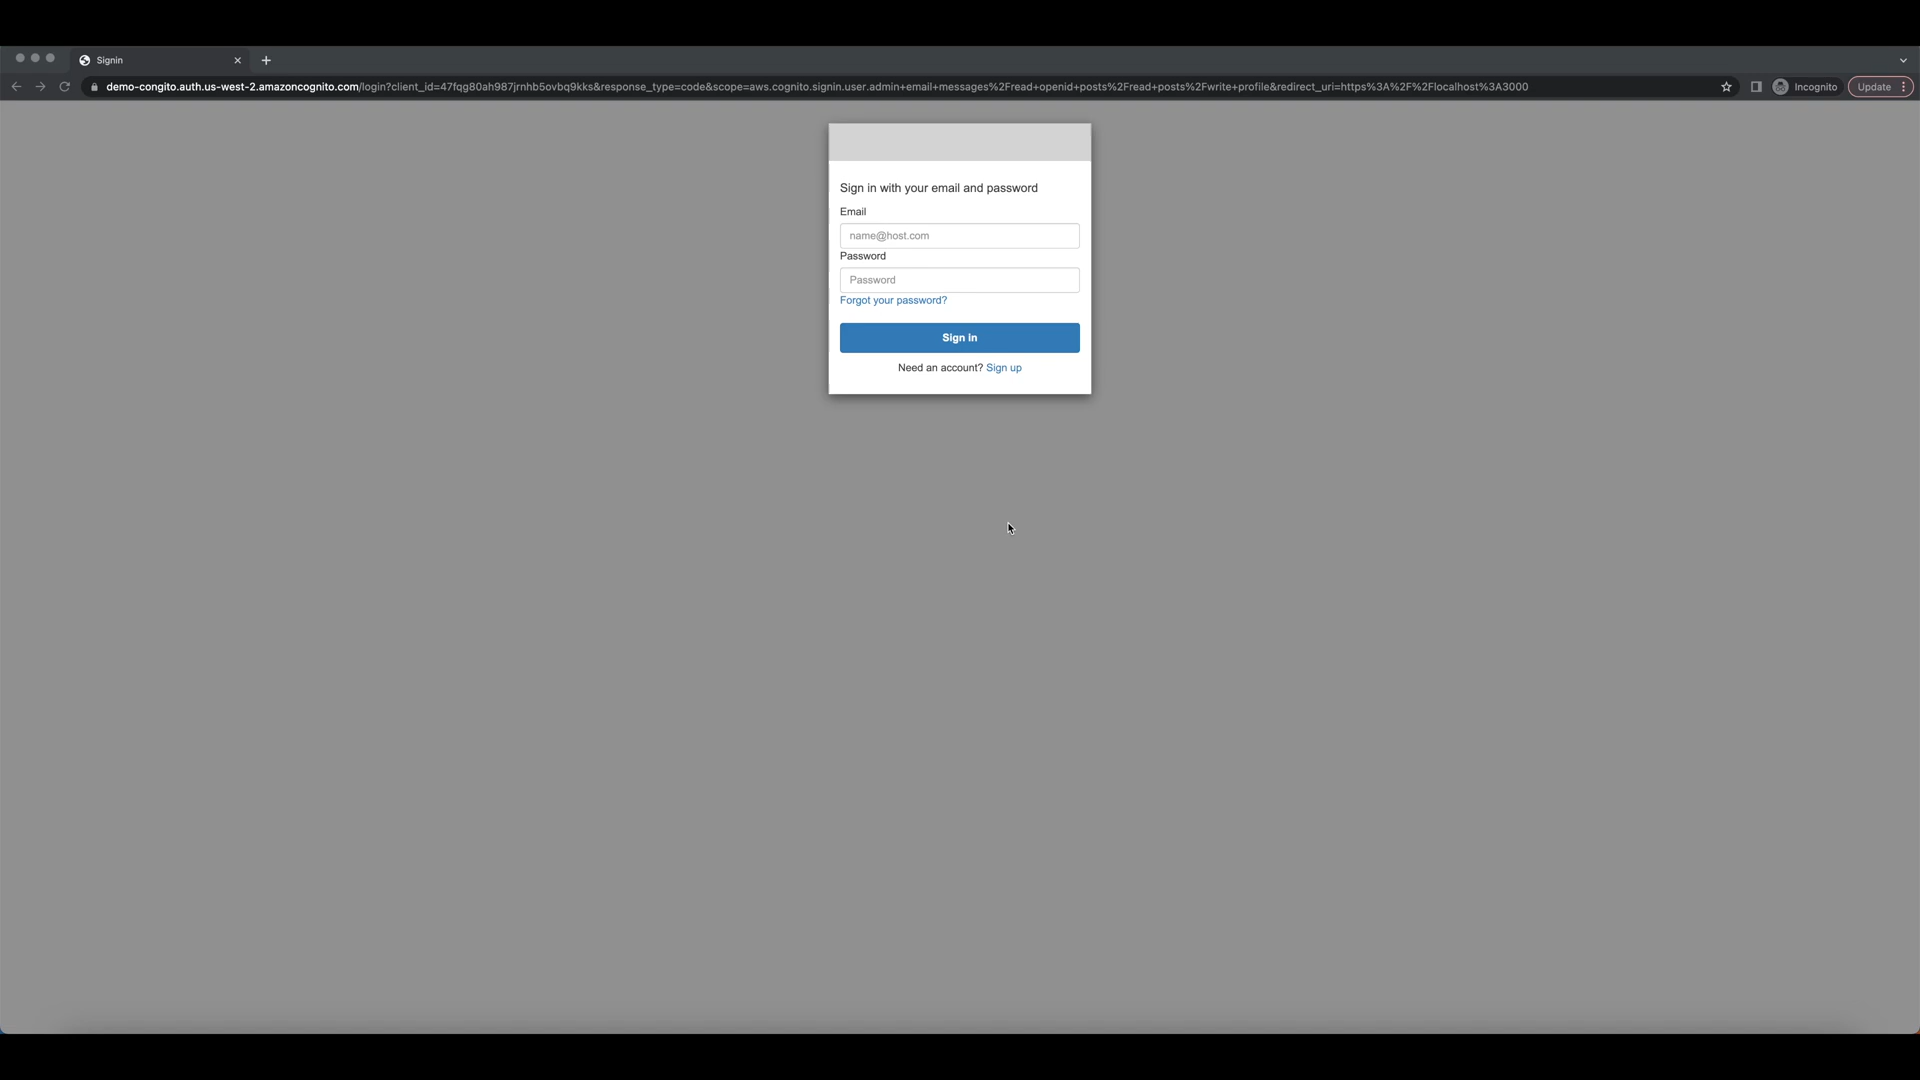 Signin
demo-congito.auth.us-west-2.amazoncognito.com/login?client_id=47fqg80ah987jrnhb5ovbq9kks&response_type=code&scope=aws.cognito.signin.user.admin+email+messages%2Fread+openid+posts%2Fread+posts%2Fwrite+profile&redirect_uri=https%3A%2F%2Flocalhost%3A3000
Incognito
Update
Sign in with your email and password
Email
name@host.com
Password
Password
Forgot your password?
Sign in
Need an account? Sign up